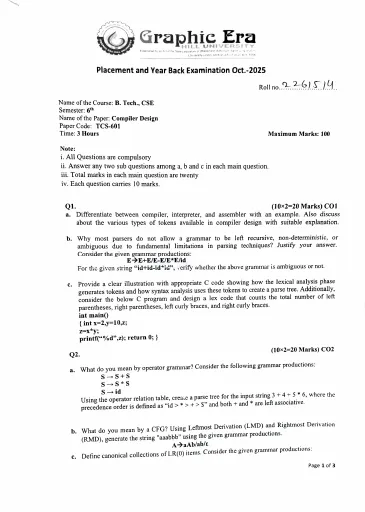 Graphic Era
HILL UNIVERSITY
Placement and Year Back Examination Oct.-2025
Roll no. 2261514
Name of the Course: B. Tech., CSE
Semester: 6th
Name of the Paper: Compiler Design
Paper Code: TCS-601
Time: 3 Hours Maximum Marks: 100
Note:
i. All Questions are compulsory
ii. Answer any two sub questions among a, b and c in each main question.
iii. Total marks in each main question are twenty
iv. Each question carries 10 marks.
Q1. (10×2=20 Marks) CO1
a. Differentiate between compiler, interpreter, and assembler with an example. Also discuss
about the various types of tokens available in compiler design with suitable explanation.
b. Why most parsers do not allow a grammar to be left recursive, non-deterministic, or
ambiguous due to fundamental limitations in parsing techniques? Justify your answer.
Consider the given grammar productions:
E→E+E/E-E/E*E/id
For the given string "id+id-id*id", verify whether the above grammar is ambiguous or not.
c. Provide a clear illustration with appropriate C code showing how the lexical analysis phase
generates tokens and how syntax analysis uses these tokens to create a parse tree. Additionally,
consider the below C program and design a lex code that counts the total number of left
parentheses, right parentheses, left curly braces, and right curly braces.
int main()
{ int x=2,y=10,z;
z=x*y;
printf("%d",z); return 0; }
(10×2=20 Marks) CO2
Q2.
a. What do you mean by operator grammar? Consider the following grammar productions:
S → S + S
S → S * S
S → id
Using the operator relation table, create a parse tree for the input string 3 + 4 + 5 * 6, where the
precedence order is defined as "id > * > + > $" and both + and * are left associative.
b. What do you mean by a CFG? Using Leftmost Derivation (LMD) and Rightmost Derivation
(RMD), generate the string "aaabbb" using the given grammar productions.
A→aAb/ab/ε
c. Define canonical collections of LR(0) items. Consider the given grammar productions:
Page 1 of 3